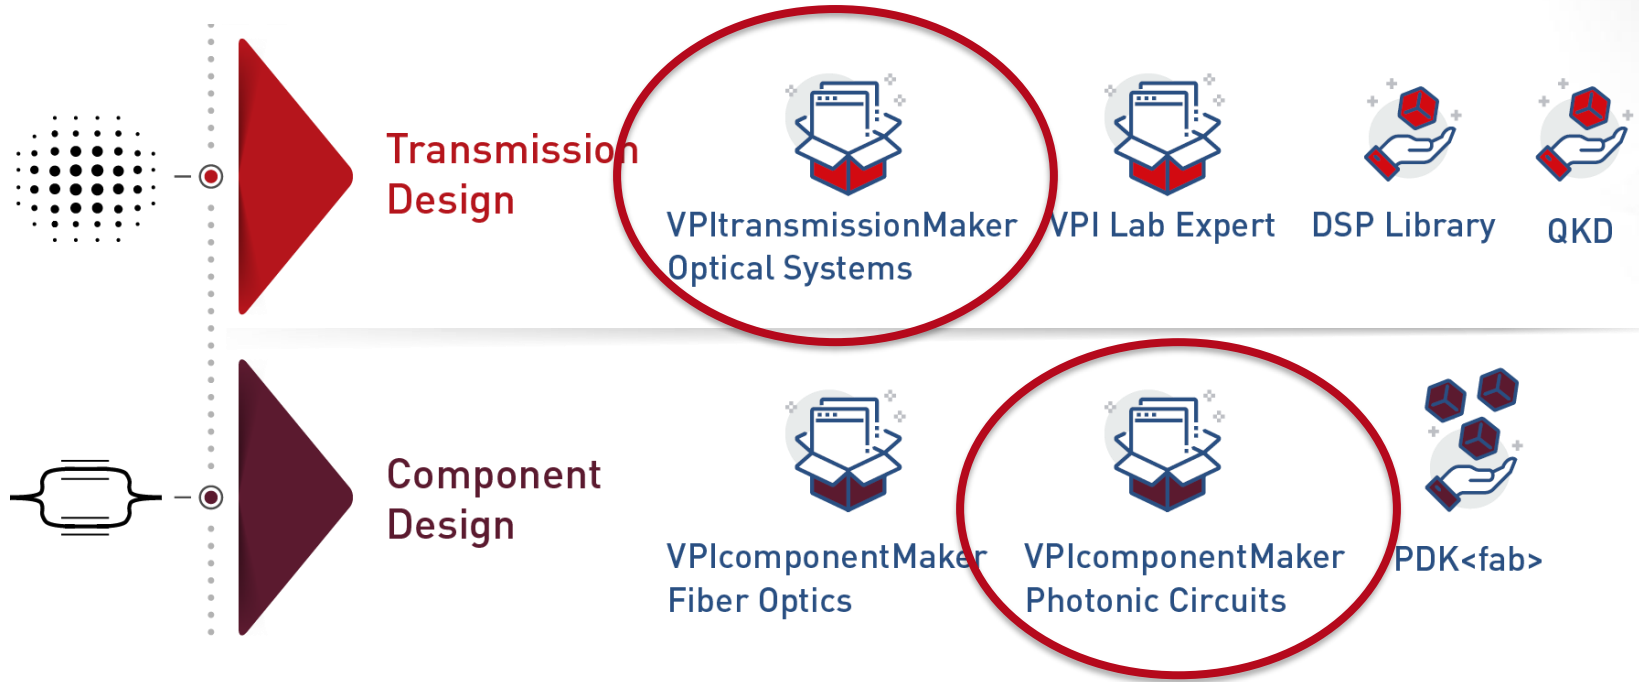 Transmission
Design
VPItransmissionMaker
Optical Systems
VPI Lab Expert
DSP Library
QKD
Component
Design
VPIcomponentMaker
Fiber Optics
VPIcomponentMaker
Photonic Circuits
PDK<fab>